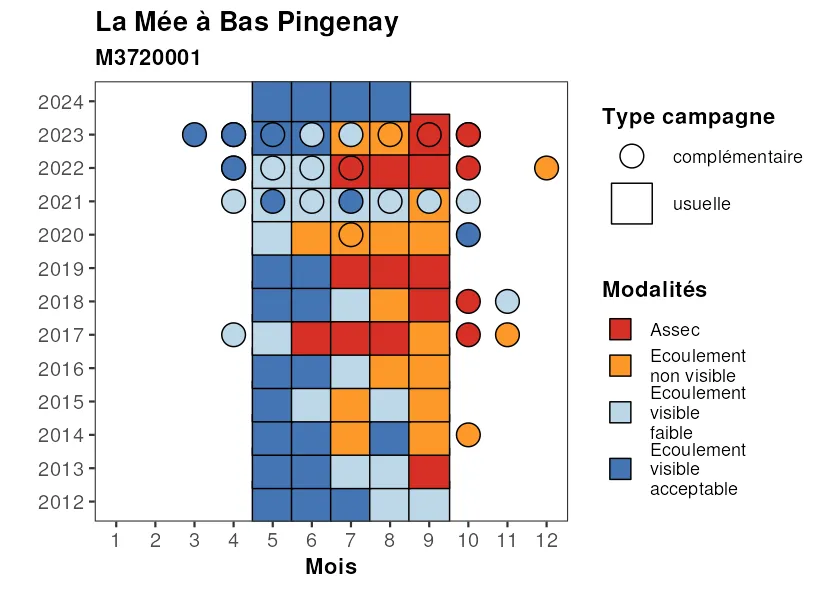 La Mée à Bas Pingenay
M3720001
2024
2023
2022
2021
2020
2019
2018
2017
2016
2015
2014
2013
2012
1 2 3 4 5 6 7 8 9 10 11 12
Mois
Type campagne
complémentaire
usuelle
Modalités
Assec
Ecoulement
non visible
Ecoulement
visible
faible
Ecoulement
visible
acceptable